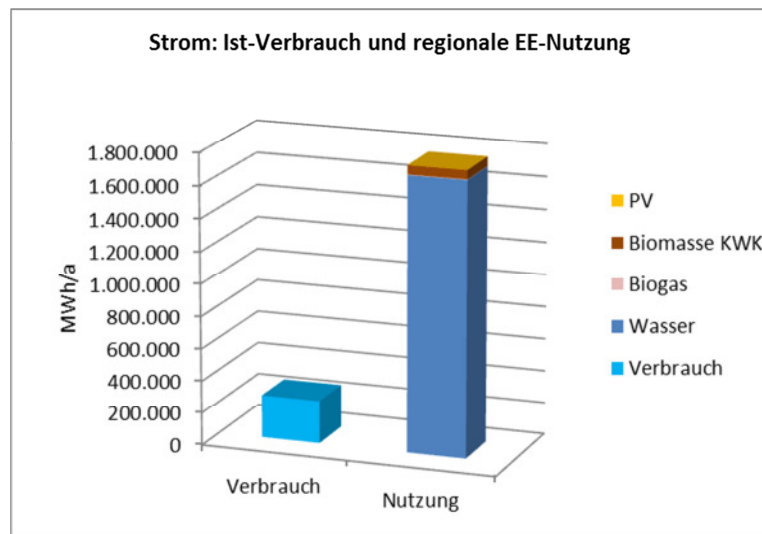 Strom: Ist-Verbrauch und regionale EE-Nutzung
MWh/a
1.800.000
1.600.000
1.400.000
1.200.000
1.000.000
800.000
600.000
400.000
200.000
0
Verbrauch
Nutzung
PV
Biomasse KWK
Biogas
Wasser
Verbrauch